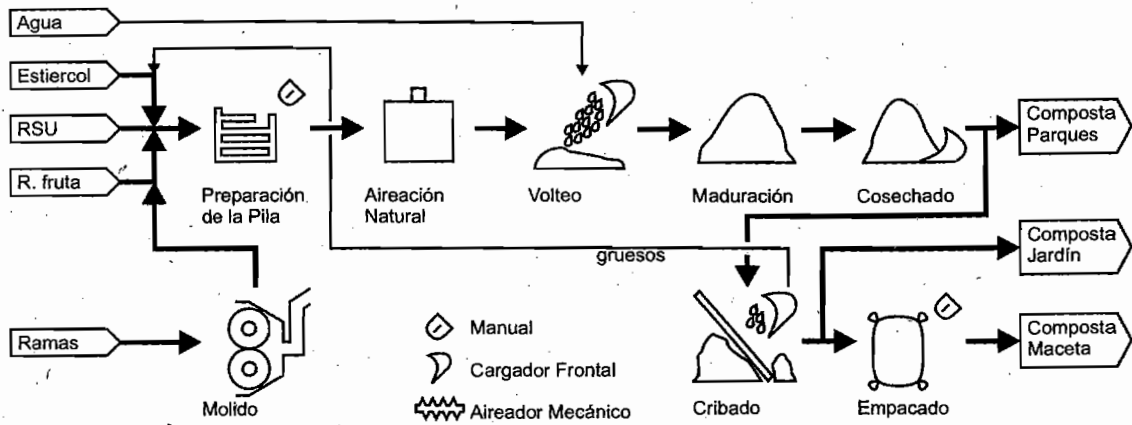 Agua
Estiercol
RSU
R. fruta
Preparación
de la Pila
Aireación
Natural
Volteo
Maduración
Cosechado
Composta
Parques
gruesos
Composta
Jardín
Ramas
Molido
Manual
Cargador Frontal
Aireador Mecánico
Cribado
Empacado
Composta
Maceta